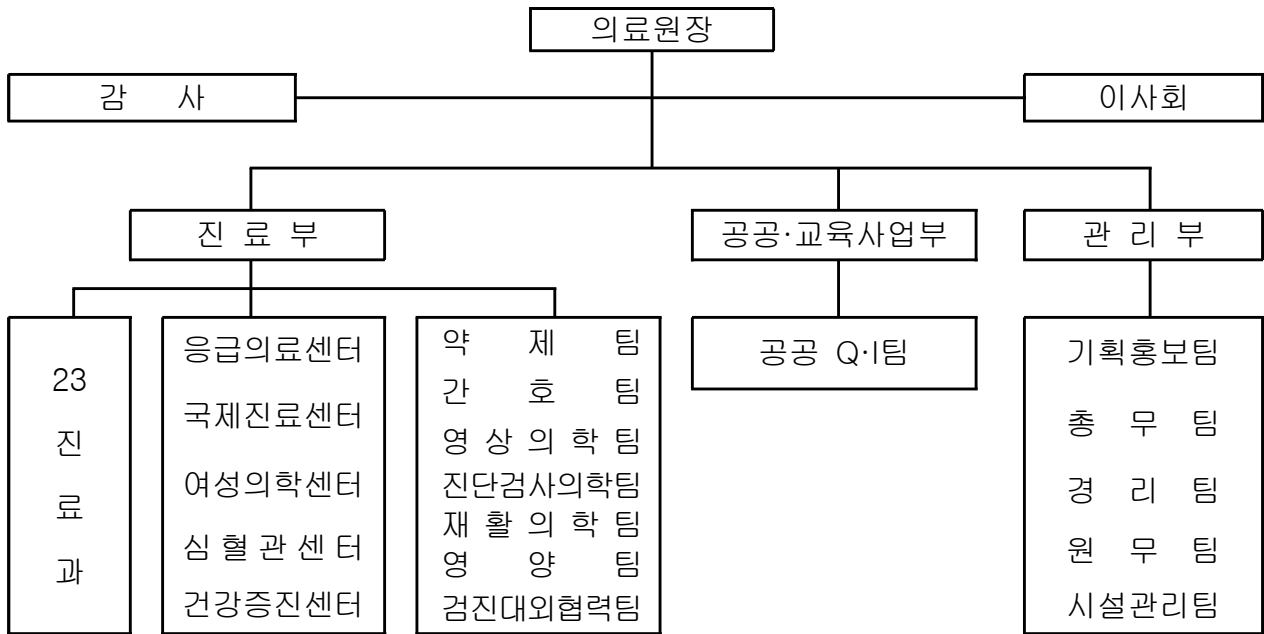 의료원장
감 사
이사회
진 료 부
공공·교육사업부
관 리 부
23
진
료
과
응급의료센터
국제진료센터
여성의학센터
심 혈 관 센 터
건강증진센터
약 제 팀
간 호 팀
영 상 의 학 팀
진단검사의학팀
재 활 의 학 팀
영 양 팀
검진대외협력팀
공공 Q·I팀
기획홍보팀
총 무 팀
경 리 팀
원 무 팀
시설관리팀